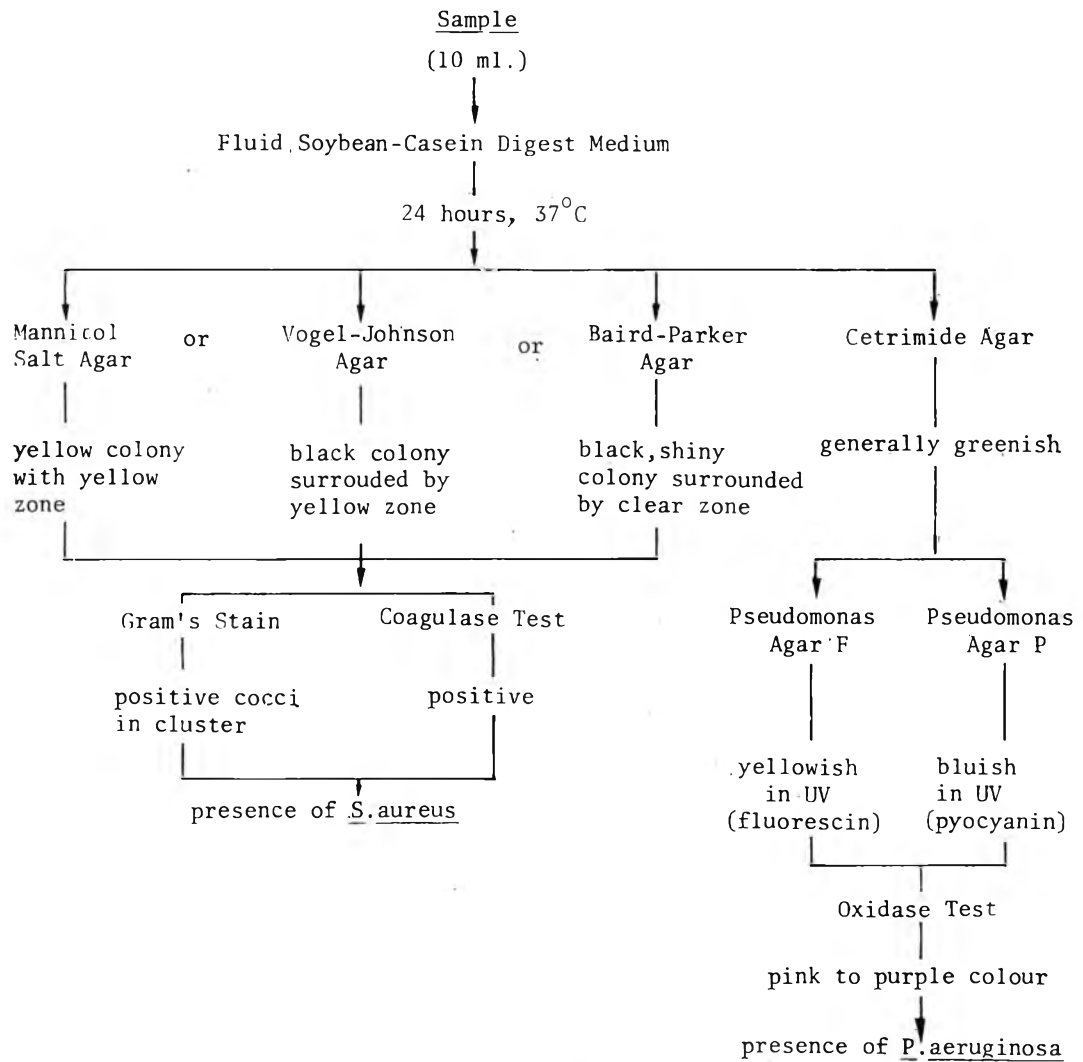 Sample
(10 ml.)
Fluid Soybean-Casein Digest Medium
24 hours, 37°C
Mannitol
Salt Agar
or
Vogel-Johnson
Agar
or
Baird-Parker
Agar
Cetrimide Agar
yellow colony
with yellow
zone
black colony
surrouded by
yellow zone
black,shiny
colony surrounded
by clear zone
generally greenish
Gram's Stain
Coagulase Test
positive cocci
in cluster
positive
presence of S.aureus
Pseudomonas
Agar F
Pseudomonas
Agar P
yellowish
in UV
(fluorescin)
bluish
in UV
(pyocyanin)
Oxidase Test
pink to purple colour
presence of P.aeruginosa